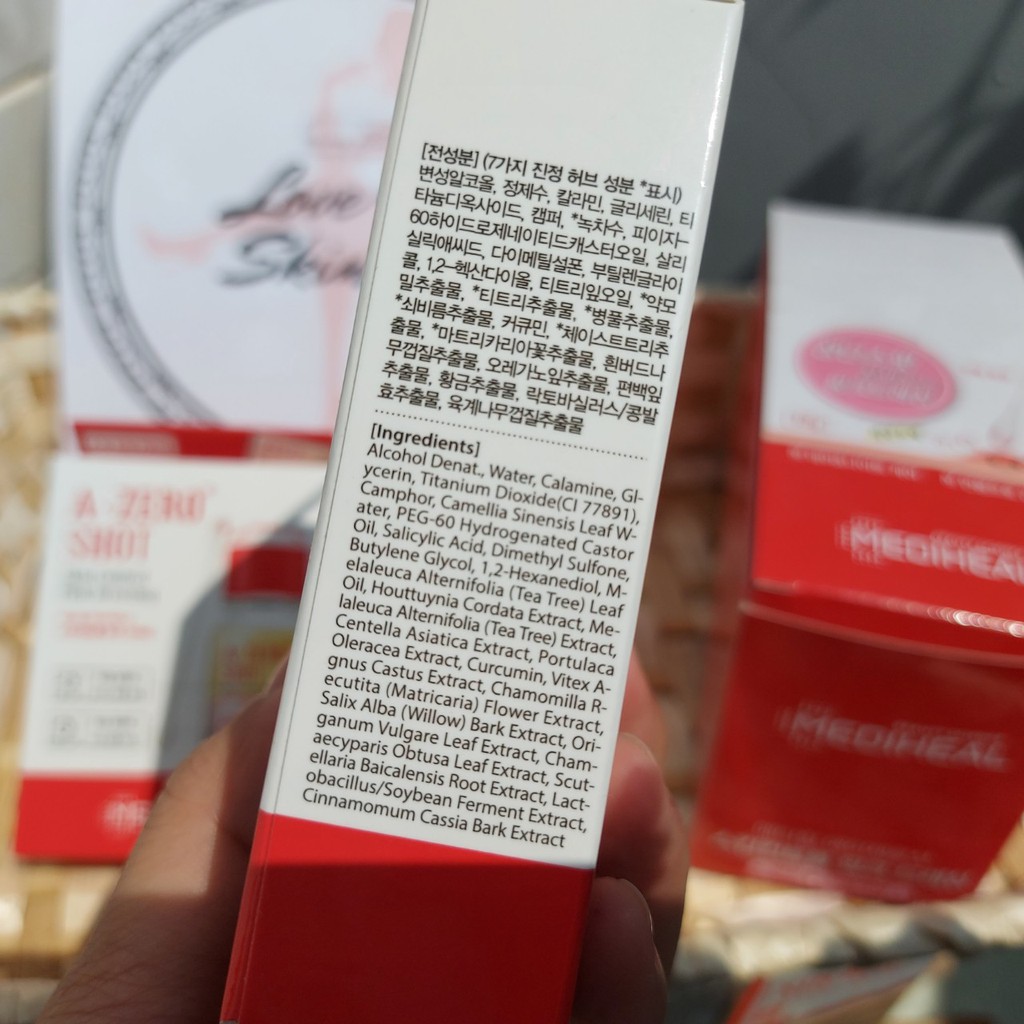 [전성분] (7가지 진정 허브 성분 *표시)
변성알코올, 정제수, 칼라민, 글리세린, 티
타늄디옥사이드, 캠퍼, *녹차수, 피이지-
60하이드로제네이티드캐스터오일, 살리
실릭애씨드, 다이메틸설폰, 부틸렌글라이
콜, 1,2-헥산다이올, 티트리잎오일, *약모
밀추출물, *티트리추출물, *병풀추출물,
*쇠비름추출물, 커큐민, *체이스트트리추
출물, *마트리카리아꽃추출물, 흰버드나
무껍질추출물, 오레가노잎추출물, 편백잎
추출물, 황금추출물, 락토바실러스/콩발
효추출물, 육계나무껍질추출물
[Ingredients]
Alcohol Denat., Water, Calamine, Gl-
ycerin, Titanium Dioxide(CI 77891),
Camphor, Camellia Sinensis Leaf W-
ater, PEG-60 Hydrogenated Castor
Oil, Salicylic Acid, Dimethyl Sulfone,
Butylene Glycol, 1,2-Hexanediol, M-
elaleuca Alternifolia (Tea Tree) Leaf
Oil, Houttuynia Cordata Extract, Me-
laleuca Alternifolia (Tea Tree) Extract,
Centella Asiatica Extract, Portulaca
Oleracea Extract, Curcumin, Vitex A-
gnus Castus Extract, Chamomilla R-
ecutita (Matricaria) Flower Extract,
Salix Alba (Willow) Bark Extract, Ori-
ganum Vulgare Leaf Extract, Cham-
aecyparis Obtusa Leaf Extract, Scut-
ellaria Baicalensis Root Extract, Lact-
obacillus/Soybean Ferment Extract,
Cinnamomum Cassia Bark Extract
Love
Skin
A-ZERO
SHOT
MEDIHEAL
MEDIHEAL